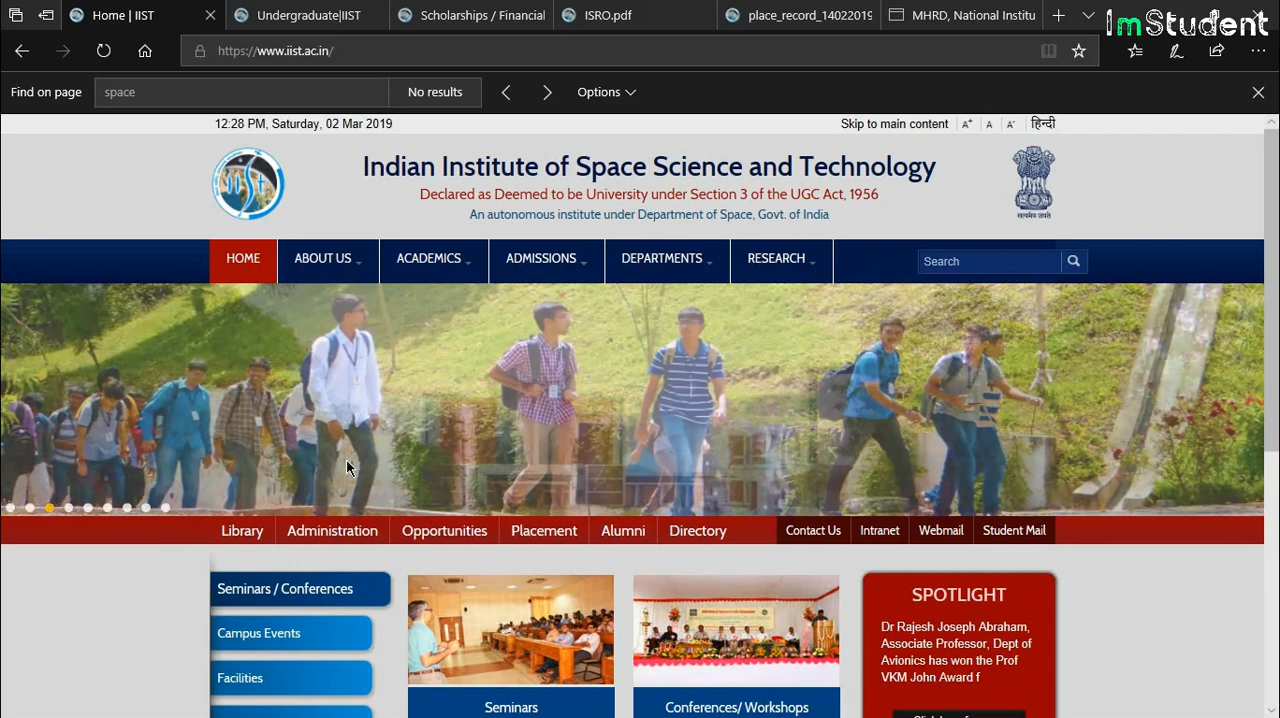 Home | IIST
Undergraduate|IIST
Scholarships / Financial
ISRO.pdf
place_record_14022019
MHRD, National Institu
ImStudent
https://www.iist.ac.in/
Find on page
space
No results
Options
12:28 PM, Saturday, 02 Mar 2019
Skip to main content
A+
A
A-
हिन्दी
IIST
Indian Institute of Space Science and Technology
Declared as Deemed to be University under Section 3 of the UGC Act, 1956
An autonomous institute under Department of Space, Govt. of India
सत्यमेव जयते
HOME
ABOUT US
ACADEMICS
ADMISSIONS
DEPARTMENTS
RESEARCH
Search
Library
Administration
Opportunities
Placement
Alumni
Directory
Contact Us
Intranet
Webmail
Student Mail
Seminars / Conferences
Campus Events
Facilities
Seminars
Conferences/ Workshops
SPOTLIGHT
Dr Rajesh Joseph Abraham,
Associate Professor, Dept of
Avionics has won the Prof
VKM John Award f